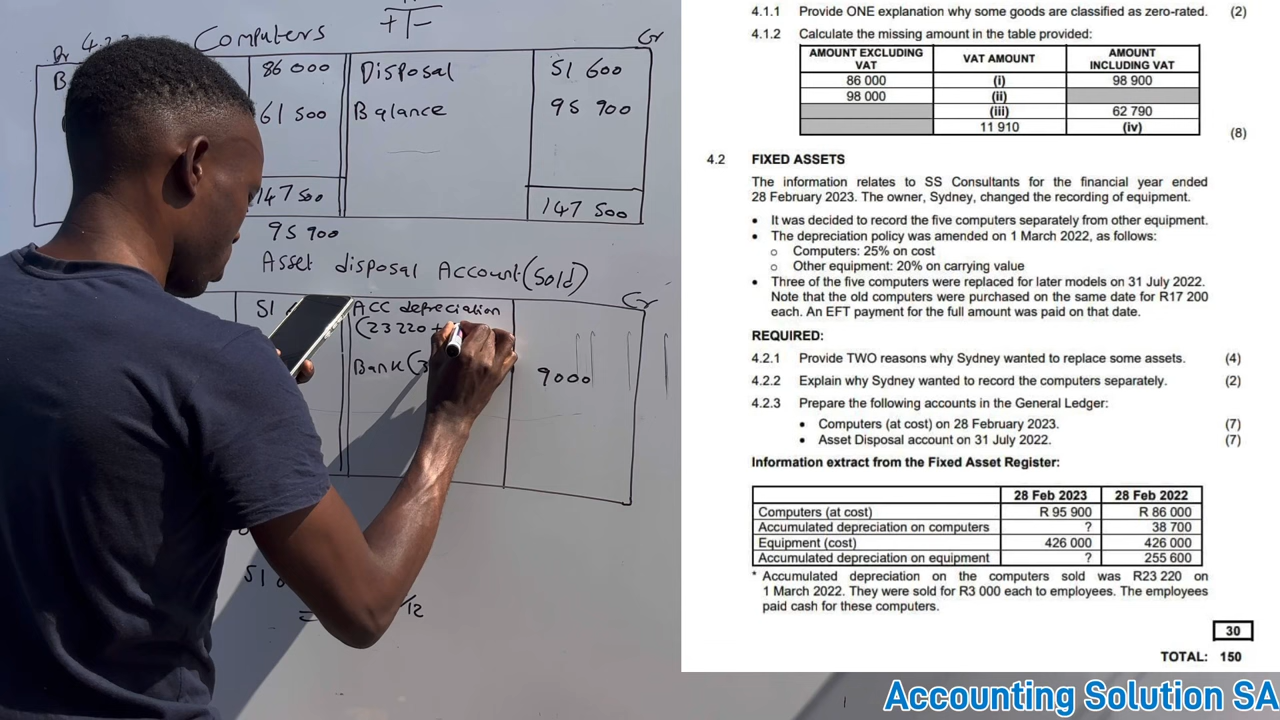 + -
Dr 4.2.3 Computers Cr
B 86 000 Disposal 51 600
61 500 Balance 95 900
147 500 147 500
95 900
Asset disposal Account (Sold)
Cr
51 ACC depreciation
(23 220 +
Bank (3 9000
51
= /12
4.1.1 Provide ONE explanation why some goods are classified as zero-rated. (2)
4.1.2 Calculate the missing amount in the table provided:
AMOUNT EXCLUDING VAT VAT AMOUNT AMOUNT INCLUDING VAT
86 000 (i) 98 900
98 000 (ii)
(iii) 62 790
11 910 (iv)
(8)
4.2 FIXED ASSETS
The information relates to SS Consultants for the financial year ended
28 February 2023. The owner, Sydney, changed the recording of equipment.
• It was decided to record the five computers separately from other equipment.
• The depreciation policy was amended on 1 March 2022, as follows:
o Computers: 25% on cost
o Other equipment: 20% on carrying value
• Three of the five computers were replaced for later models on 31 July 2022.
Note that the old computers were purchased on the same date for R17 200
each. An EFT payment for the full amount was paid on that date.
REQUIRED:
4.2.1 Provide TWO reasons why Sydney wanted to replace some assets. (4)
4.2.2 Explain why Sydney wanted to record the computers separately. (2)
4.2.3 Prepare the following accounts in the General Ledger:
• Computers (at cost) on 28 February 2023. (7)
• Asset Disposal account on 31 July 2022. (7)
Information extract from the Fixed Asset Register:
28 Feb 2023 28 Feb 2022
Computers (at cost) R 95 900 R 86 000
Accumulated depreciation on computers ? 38 700
Equipment (cost) 426 000 426 000
Accumulated depreciation on equipment ? 255 600
* Accumulated depreciation on the computers sold was R23 220 on
1 March 2022. They were sold for R3 000 each to employees. The employees
paid cash for these computers.
30
TOTAL: 150
Accounting Solution SA